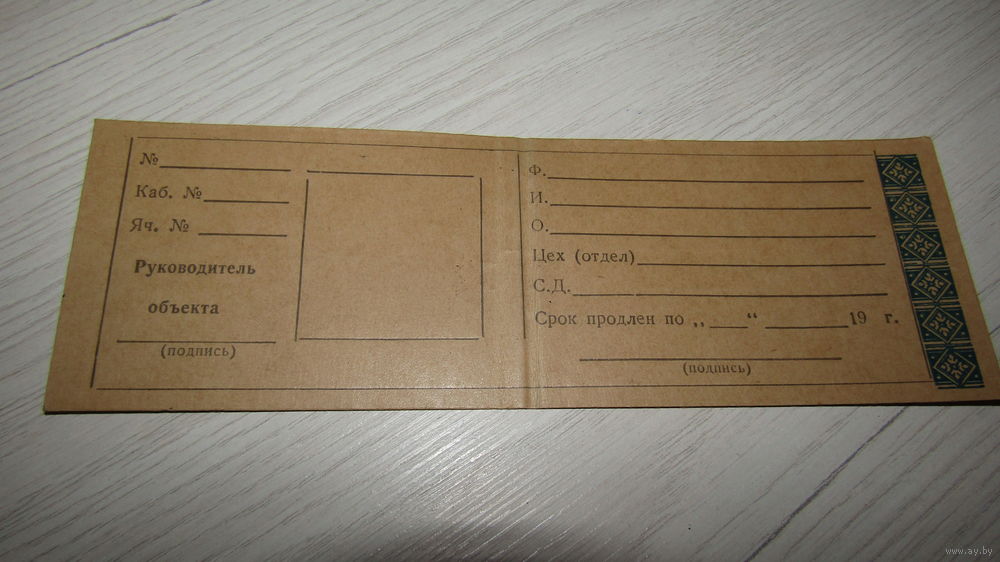 №
Каб. №
Яч. №
Руководитель
объекта
(подпись)
Ф.
И.
О.
Цех (отдел)
С.Д.
Срок продлен по „ “ 19 г.
(подпись)
www.ay.by